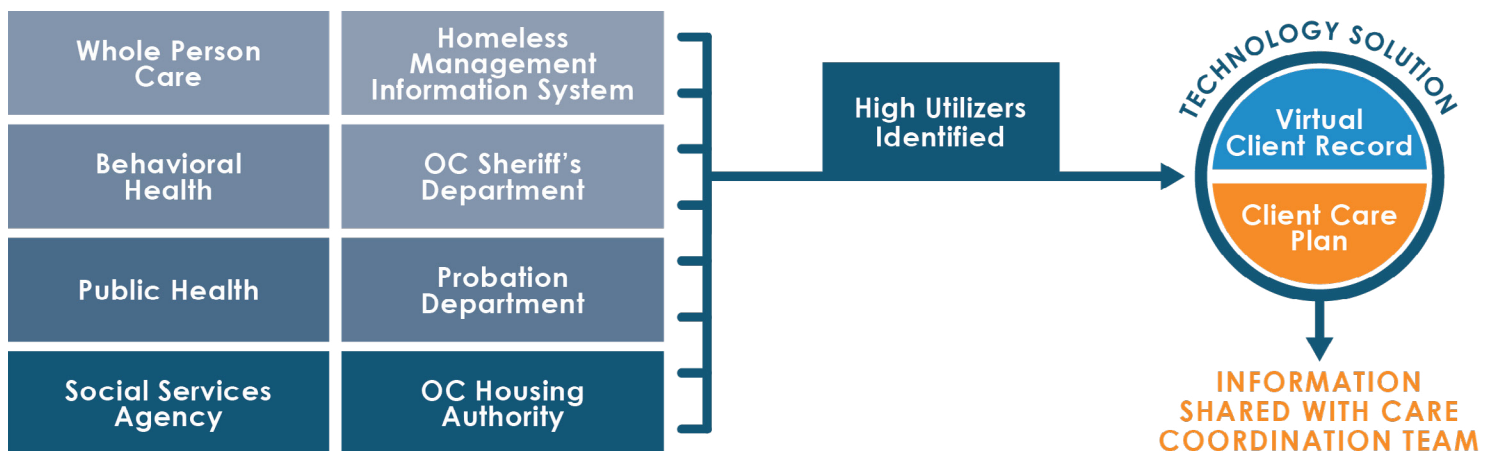 Whole Person
Care
Homeless
Management
Information System
Behavioral
Health
OC Sheriff's
Department
Public Health
Probation
Department
Social Services
Agency
OC Housing
Authority
High Utilizers
Identified
TECHNOLOGY SOLUTION
Virtual
Client Record
Client Care
Plan
INFORMATION
SHARED WITH CARE
COORDINATION TEAM